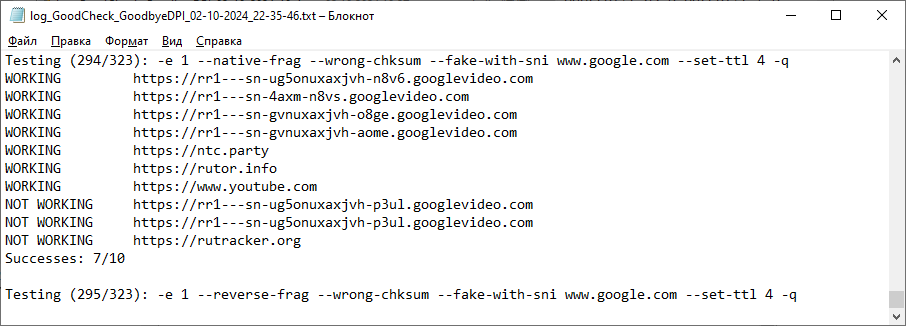 log_GoodCheck_GoodbyeDPI_02-10-2024_22-35-46.txt – Блокнот
Файл Правка Формат Вид Справка
Testing (294/323): -e 1 --native-frag --wrong-chksum --fake-with-sni www.google.com --set-ttl 4 -q
WORKING https://rr1---sn-ug5onuxaxjvh-n8v6.googlevideo.com
WORKING https://rr1---sn-4axm-n8vs.googlevideo.com
WORKING https://rr1---sn-gvnuxaxjvh-o8ge.googlevideo.com
WORKING https://rr1---sn-gvnuxaxjvh-aome.googlevideo.com
WORKING https://ntc.party
WORKING https://rutor.info
WORKING https://www.youtube.com
NOT WORKING https://rr1---sn-ug5onuxaxjvh-p3ul.googlevideo.com
NOT WORKING https://rr1---sn-ug5onuxaxjvh-p3ul.googlevideo.com
NOT WORKING https://rutracker.org
Successes: 7/10
Testing (295/323): -e 1 --reverse-frag --wrong-chksum --fake-with-sni www.google.com --set-ttl 4 -q